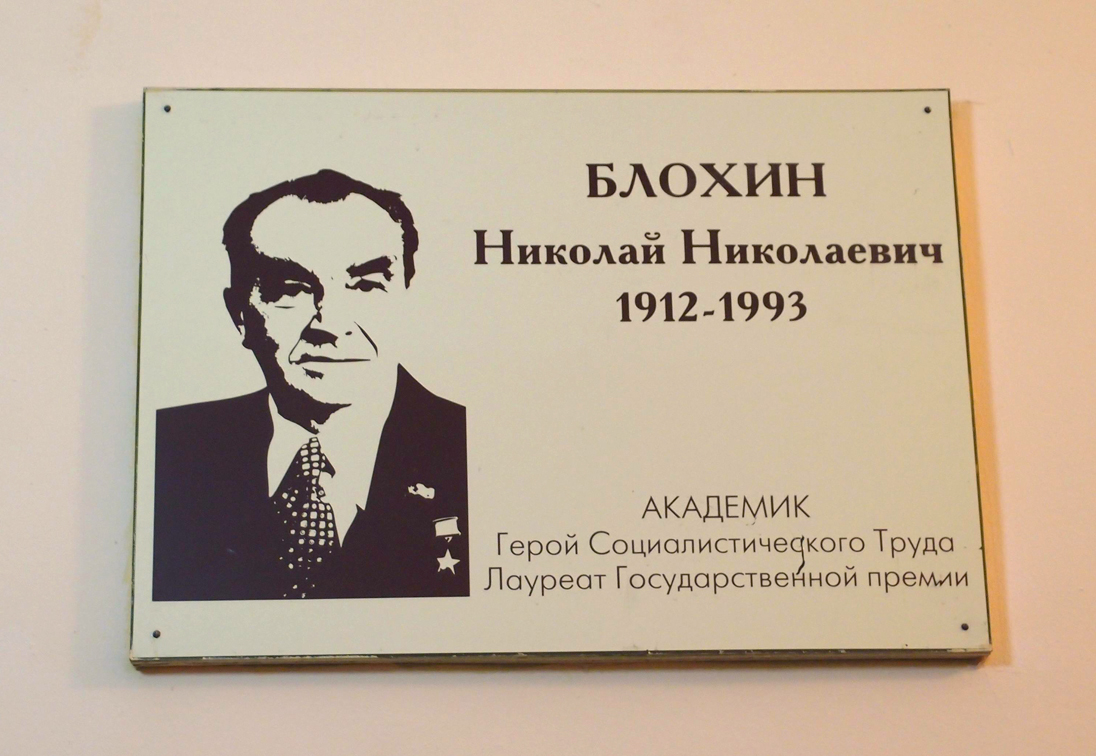 БЛОХИН
Николай Николаевич
1912-1993
АКАДЕМИК
Герой Социалистического Труда
Лауреат Государственной премии